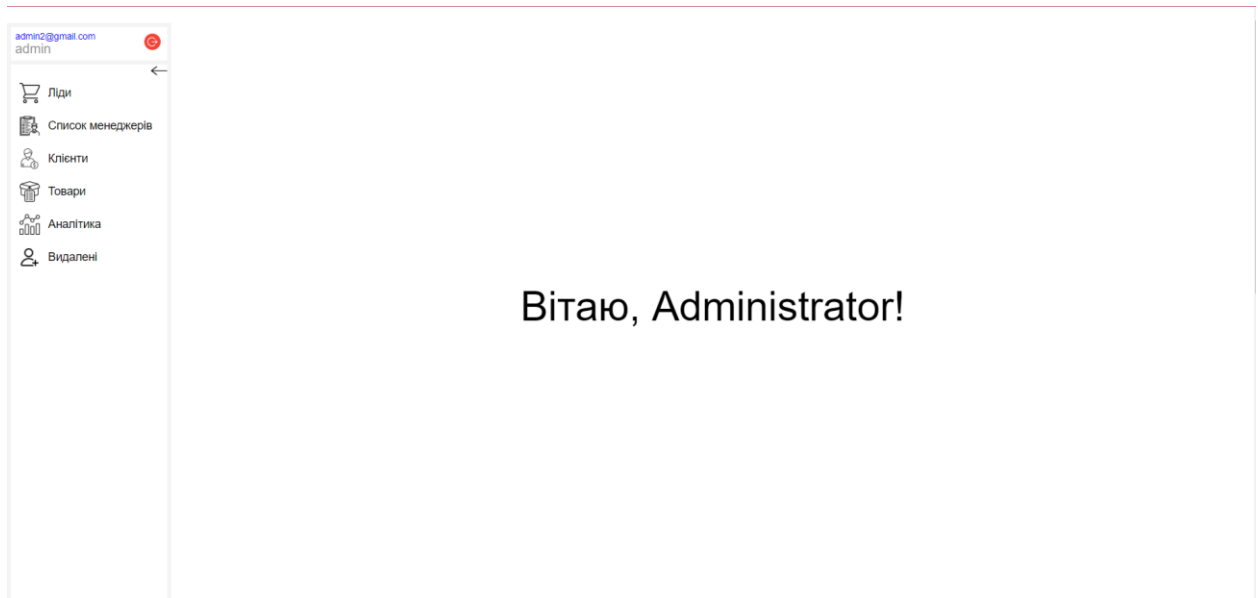 admin2@gmail.com
admin
Ліди
Список менеджерів
Клієнти
Товари
Аналітика
Видалені
Вітаю, Administrator!